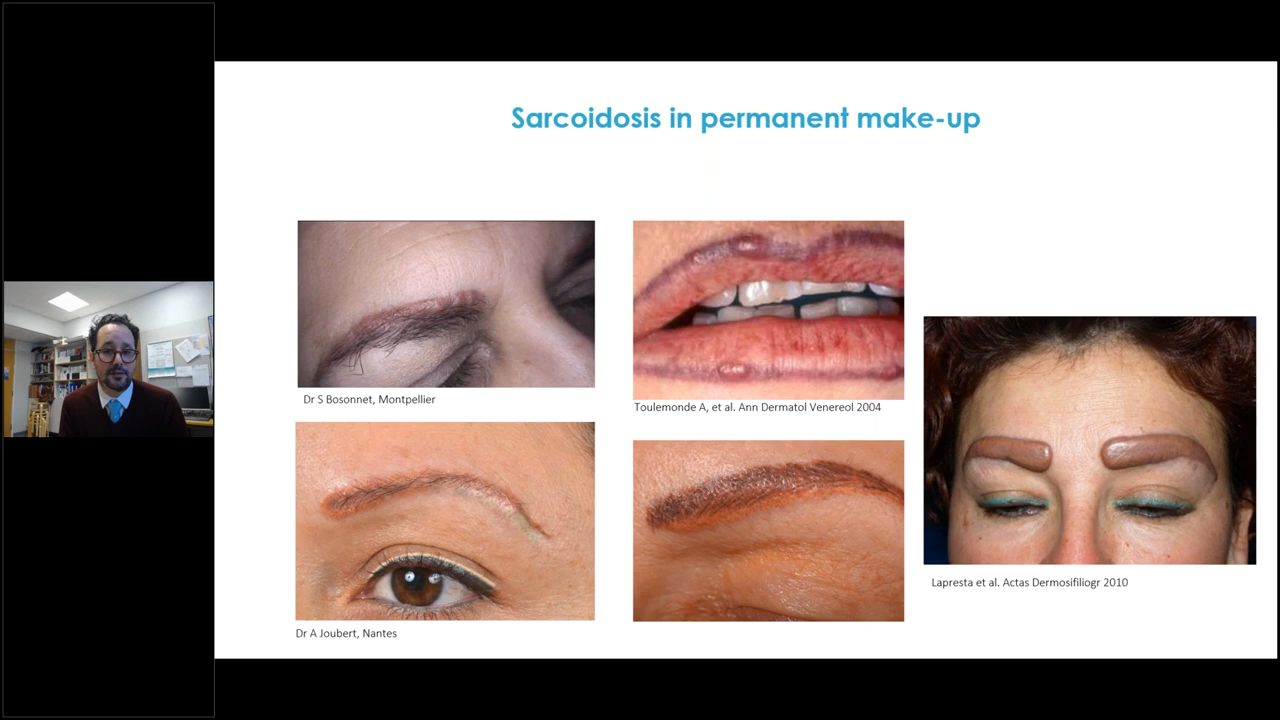 Sarcoidosis in permanent make-up
Dr S Bosonnet, Montpellier
Toulemonde A, et al. Ann Dermatol Venereol 2004
Dr A Joubert, Nantes
Lapresta et al. Actas Dermosifiliogr 2010